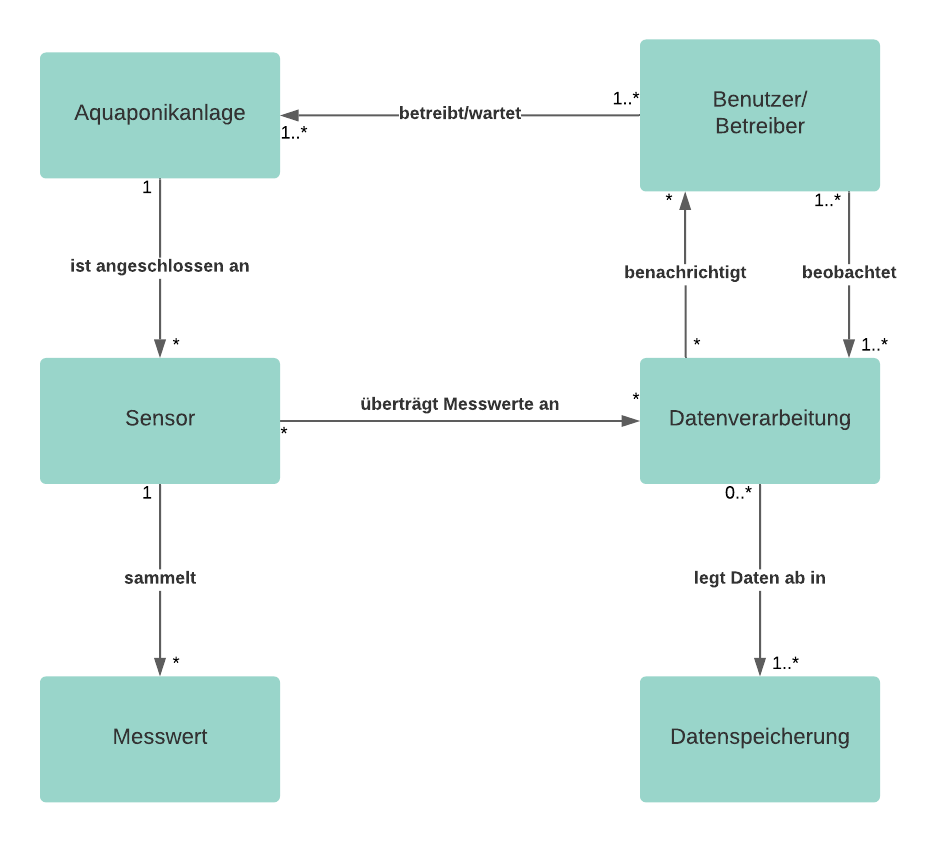 Aquaponikanlage
Benutzer/
Betreiber
1..*
betreibt/wartet
1..*
1
*
1..*
ist angeschlossen an
benachrichtigt
beobachtet
*
*
1..*
Sensor
überträgt Messwerte an
*
*
Datenverarbeitung
1
0..*
sammelt
legt Daten ab in
*
1..*
Messwert
Datenspeicherung